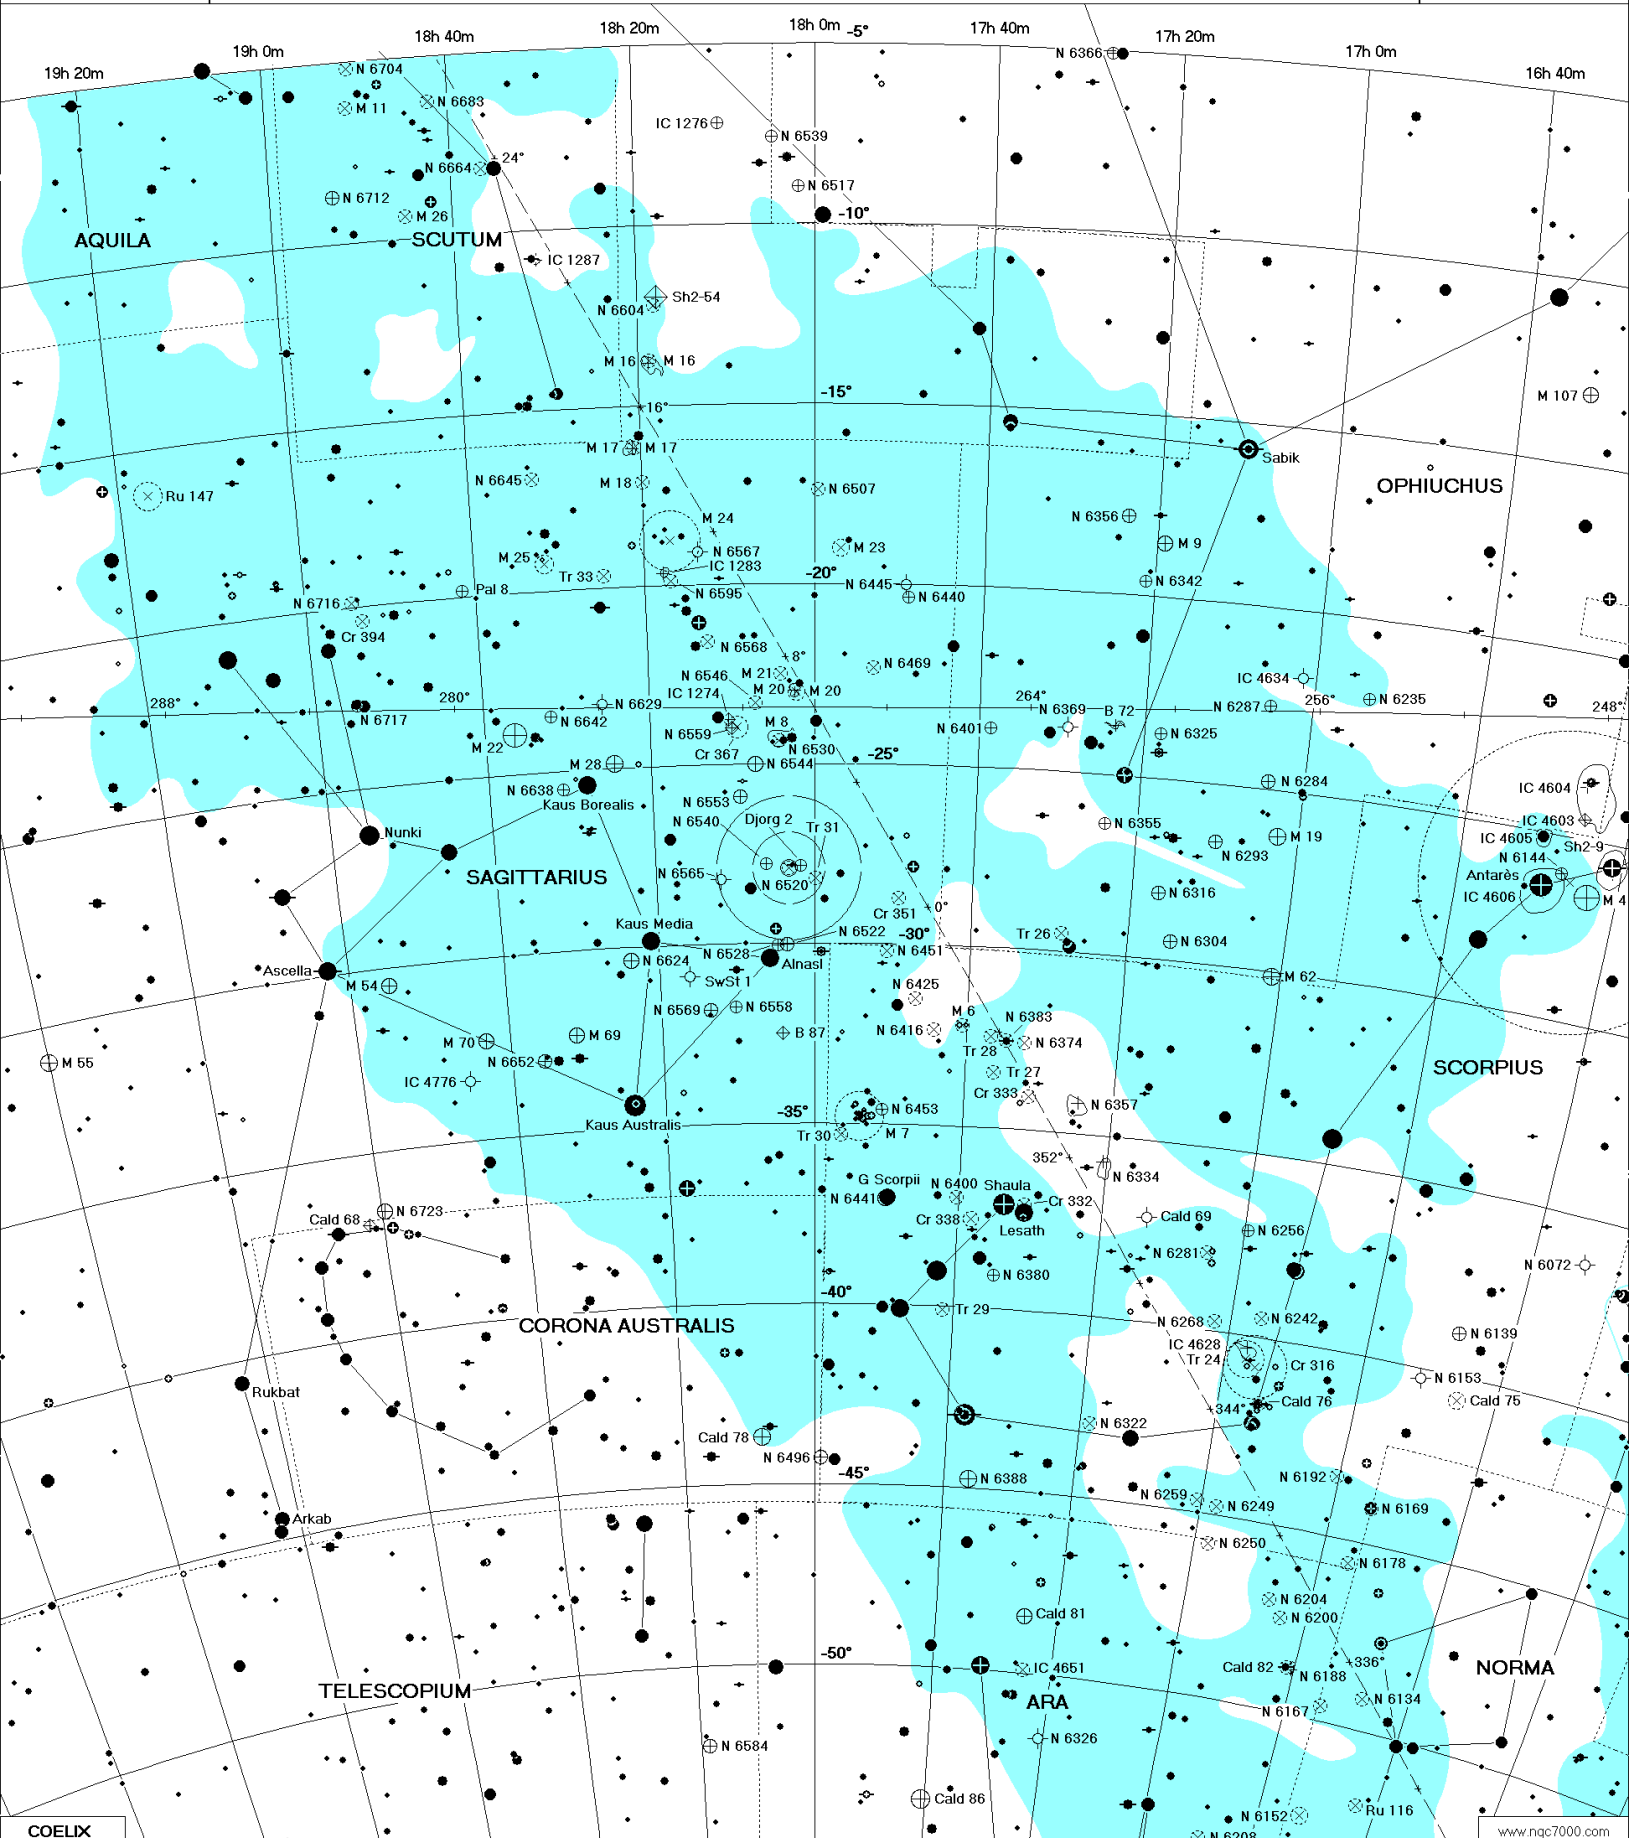 18h 0m
-5°
18h 20m
17h 40m
18h 40m
17h 20m
19h 0m
17h 0m
19h 20m
16h 40m
N 6366
N 6704
N 6683
M 11
IC 1276
N 6539
24°
N 6664
N 6517
N 6712
M 26
-10°
AQUILA
SCUTUM
IC 1287
Sh2-54
N 6604
M 16
M 16
-15°
M 107
16°
M 17
M 17
Sabik
N 6645
M 18
N 6507
OPHIUCHUS
Ru 147
M 24
N 6356
M 9
M 25
N 6567
M 23
IC 1283
Tr 33
-20°
N 6445
N 6342
Pal 8
N 6595
N 6440
N 6716
Cr 394
N 6568
8°
N 6469
M 21
N 6546
IC 4634
M 20
M 20
IC 1274
288°
280°
N 6629
264°
N 6287
256°
N 6235
248°
N 6717
N 6642
N 6369
B 72
M 22
N 6559
M 8
N 6401
N 6325
Cr 367
N 6530
-25°
M 28
N 6544
N 6284
N 6638
IC 4604
Kaus Borealis
N 6553
N 6540
Djorg 2
Tr 31
N 6355
IC 4603
Nunki
M 19
IC 4605
Sh2-9
N 6293
N 6144
SAGITTARIUS
N 6565
N 6520
Antarès
N 6316
IC 4606
M 4
Cr 351
0°
Kaus Media
N 6522
-30°
Tr 26
N 6304
N 6528
N 6451
Alnasl
Ascella
N 6624
M 54
SwSt 1
M 62
N 6425
N 6569
N 6558
M 6
N 6383
M 69
B 87
N 6416
M 70
Tr 28
N 6374
M 55
N 6652
SCORPIUS
IC 4776
Tr 27
Cr 333
N 6357
-35°
N 6453
Kaus Australis
Tr 30
M 7
352°
N 6334
G Scorpii
N 6400
Shaula
N 6441
Cr 332
N 6723
Cald 68
Cr 338
Lesath
Cald 69
N 6256
N 6281
N 6072
N 6380
-40°
Tr 29
CORONA AUSTRALIS
N 6268
N 6242
N 6139
IC 4628
Tr 24
Cr 316
N 6153
Rukbat
Cald 76
Cald 75
344°
N 6322
Cald 78
N 6496
-45°
N 6388
N 6192
N 6259
N 6249
N 6169
Arkab
N 6250
N 6178
N 6204
Cald 81
N 6200
-50°
336°
IC 4651
Cald 82
NORMA
N 6188
TELESCOPIUM
ARA
N 6134
N 6167
N 6326
N 6584
Cald 86
Ru 116
N 6152
COELIX
N 6208
www.ngc7000.com